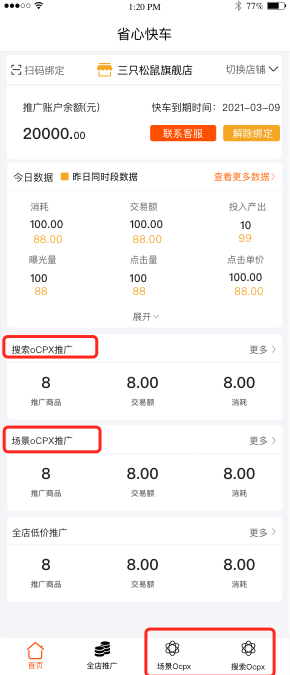 1:20 PM 77%
省心快车
扫码绑定 三只松鼠旗舰店 切换店铺
推广账户余额(元) 快车到期时间：2021-03-09
20000.00 联系客服 解除绑定
今日数据 昨日同时段数据 查看更多数据
消耗 交易额 投入产出
100.00 100.00 10
88.00 88.00 99
曝光量 点击量 点击单价
100 100 100.00
88 88 88.00
展开
搜索oCPX推广 更多
8 8.00 8.00
推广商品 交易额 消耗
场景oCPX推广 更多
8 8.00 8.00
推广商品 交易额 消耗
全店低价推广 更多
8 8.00 8.00
推广商品 交易额 消耗
首页 全店推广 场景Ocpx 搜索Ocpx